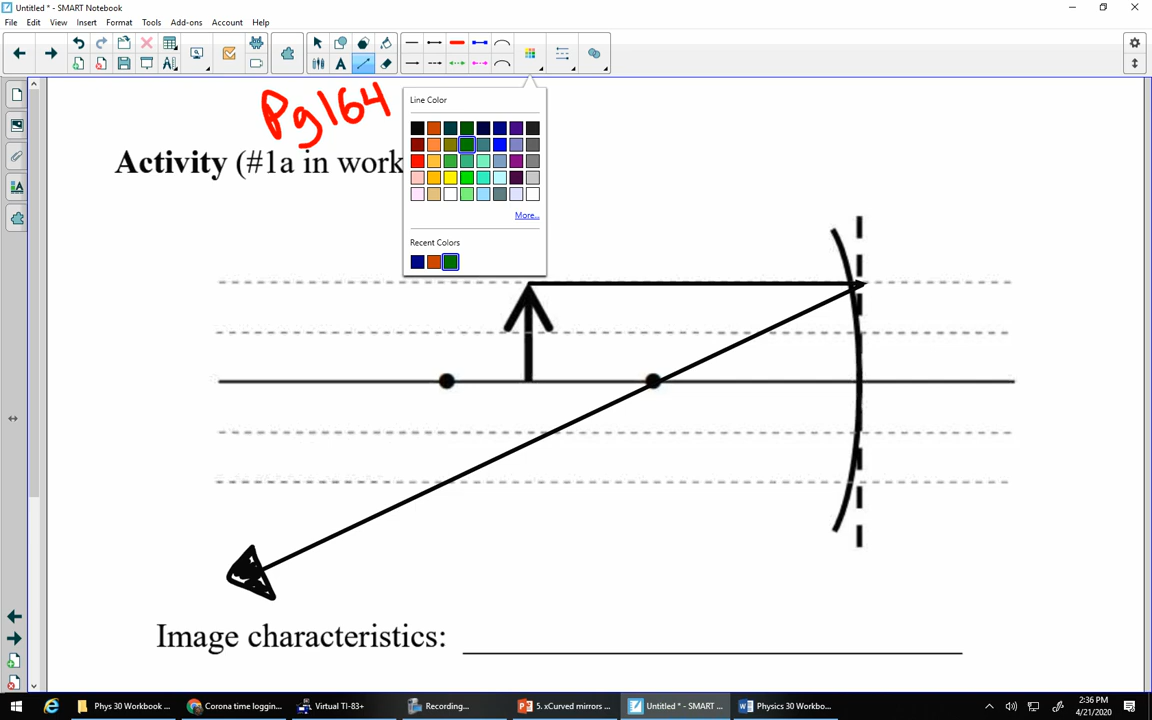 Untitled * - SMART Notebook
File Edit View Insert Format Tools Add-ons Account Help
Line Color
More...
Recent Colors
Pg164
Activity (#1a in work
Image characteristics:
Phys 30 Workboo...
Corona time loggin...
Virtual TI-83+
Recording...
5. xCurved mirrors ...
Untitled * - SMART ...
Physics 30 Workbo...
2:36 PM
4/21/2020